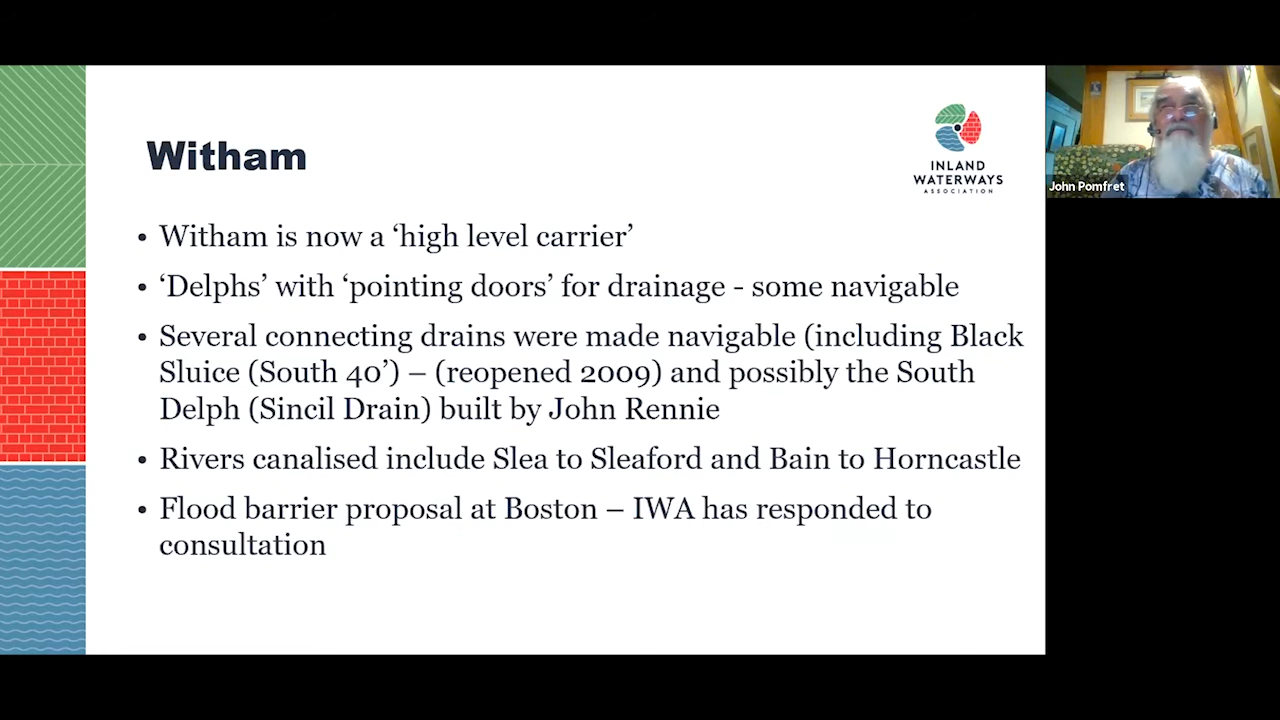 Witham
INLAND
WATERWAYS
ASSOCIATION
John Pomfret
• Witham is now a ‘high level carrier’
• ‘Delphs’ with ‘pointing doors’ for drainage - some navigable
• Several connecting drains were made navigable (including Black
Sluice (South 40’) – (reopened 2009) and possibly the South
Delph (Sincil Drain) built by John Rennie
• Rivers canalised include Slea to Sleaford and Bain to Horncastle
• Flood barrier proposal at Boston – IWA has responded to
consultation